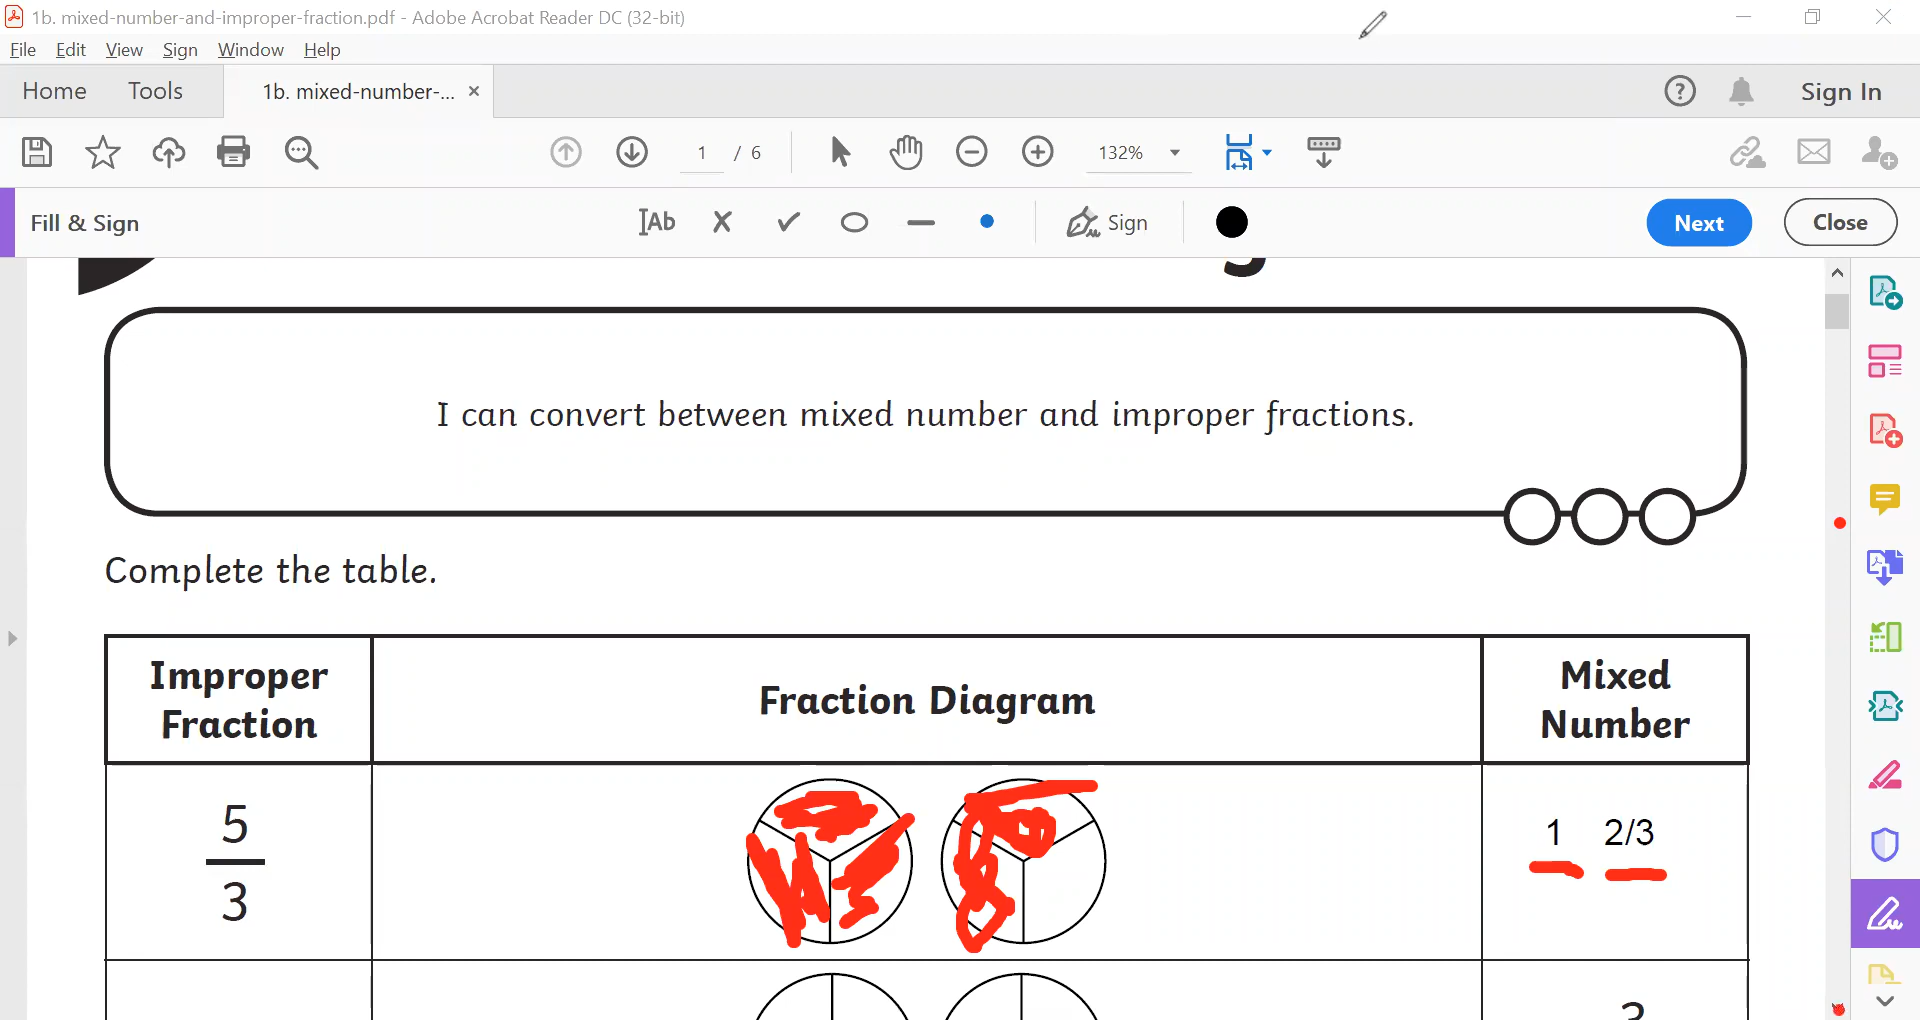 1b. mixed-number-and-improper-fraction.pdf - Adobe Acrobat Reader DC (32-bit)
File Edit View Sign Window Help
Home Tools 1b. mixed-number-... × ? Sign In
1 / 6 132%
Fill & Sign Ab Sign Next Close
I can convert between mixed number and improper fractions.
Complete the table.
Improper Fraction Fraction Diagram Mixed Number
5
3
1 2/3